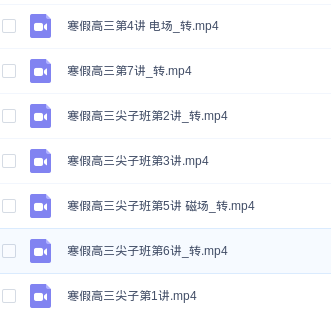 寒假高三第4讲 电场_转.mp4
寒假高三第7讲_转.mp4
寒假高三尖子班第2讲_转.mp4
寒假高三尖子班第3讲.mp4
寒假高三尖子班第5讲 磁场_转.mp4
寒假高三尖子班第6讲_转.mp4
寒假高三尖子第1讲.mp4